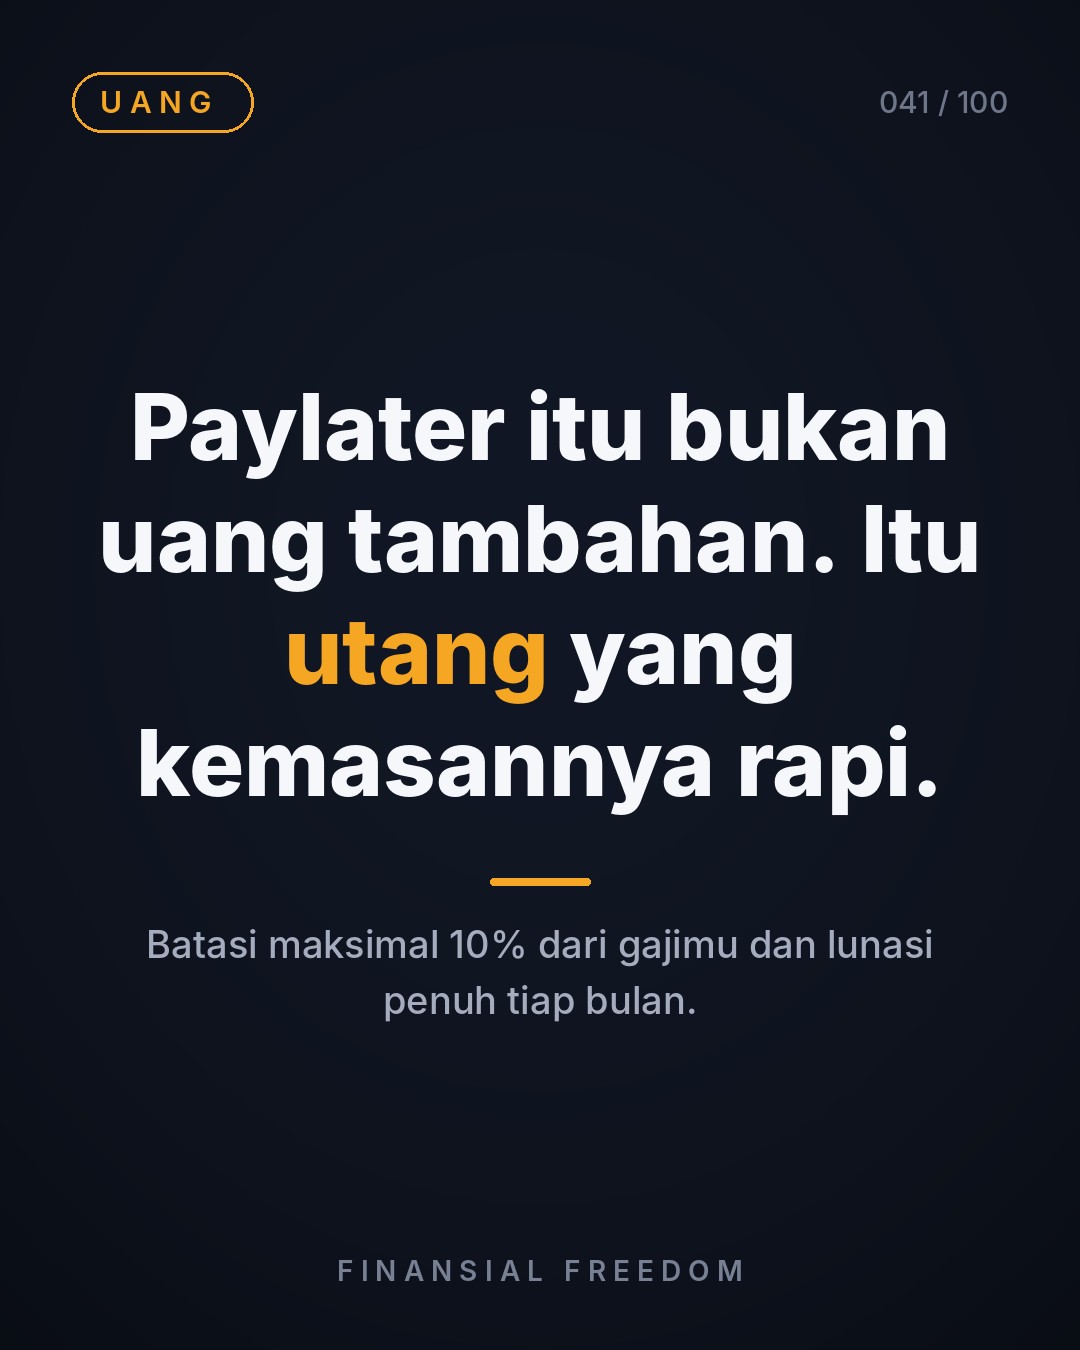 UANG
041 / 100
Paylater itu bukan
uang tambahan. Itu
utang yang
kemasannya rapi.
Batasi maksimal 10% dari gajimu dan lunasi
penuh tiap bulan.
FINANSIAL FREEDOM